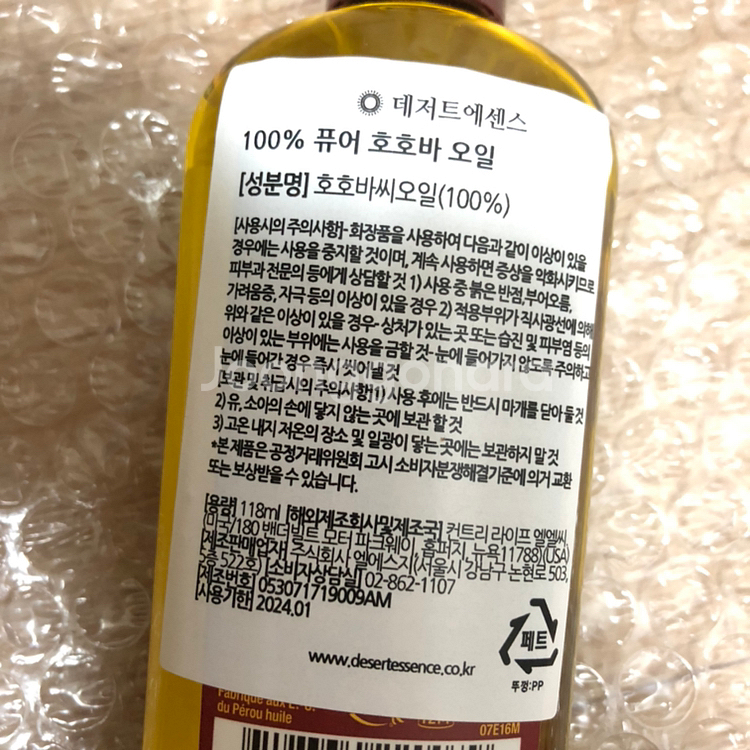 데저트에센스
100% 퓨어 호호바 오일
[성분명] 호호바씨오일(100%)
[사용시의 주의사항]- 화장품을 사용하여 다음과 같이 이상이 있을
경우에는 사용을 중지할 것이며, 계속 사용하면 증상을 악화시키므로
피부과 전문의 등에게 상담할 것 1) 사용 중 붉은 반점,부어오름,
가려움증, 자극 등의 이상이 있을 경우 2) 적용부위가 직사광선에 의해
위와 같은 이상이 있을 경우- 상처가 있는 곳 또는 습진 및 피부염 등의
이상이 있는 부위에는 사용을 금할 것- 눈에 들어가지 않도록 주의하고
눈에 들어간 경우 즉시 씻어낼 것
[보관및취급시의 주의사항]1)사용 후에는 반드시 마개를 닫아 둘 것
2) 유, 소아의 손에 닿지 않는 곳에 보관 할 것
3) 고온 내지 저온의 장소 및 일광이 닿는 곳에는 보관하지 말 것
*본 제품은 공정거래위원회 고시 소비자분쟁해결기준에 의거 교환
또는 보상받을 수 있습니다.
[용량] 118ml [해외제조회사및제조국] 컨트리 라이프 엘엘씨,
(미국/180 밴더빌트 모터 파크웨이, 홉퍼지, 뉴욕11788)(USA)
[제조판매업자] 주식회사 엘에스지(서울시 강남구 논현로 503,
5층 522호) [소비자상담실] 02-862-1107
[제조번호] 053071719009AM
[사용기한] 2024.01
페트
뚜껑:PP
www.desertessence.co.kr
Fabriqué aux É.-U.
du Pérou huile
07E16M